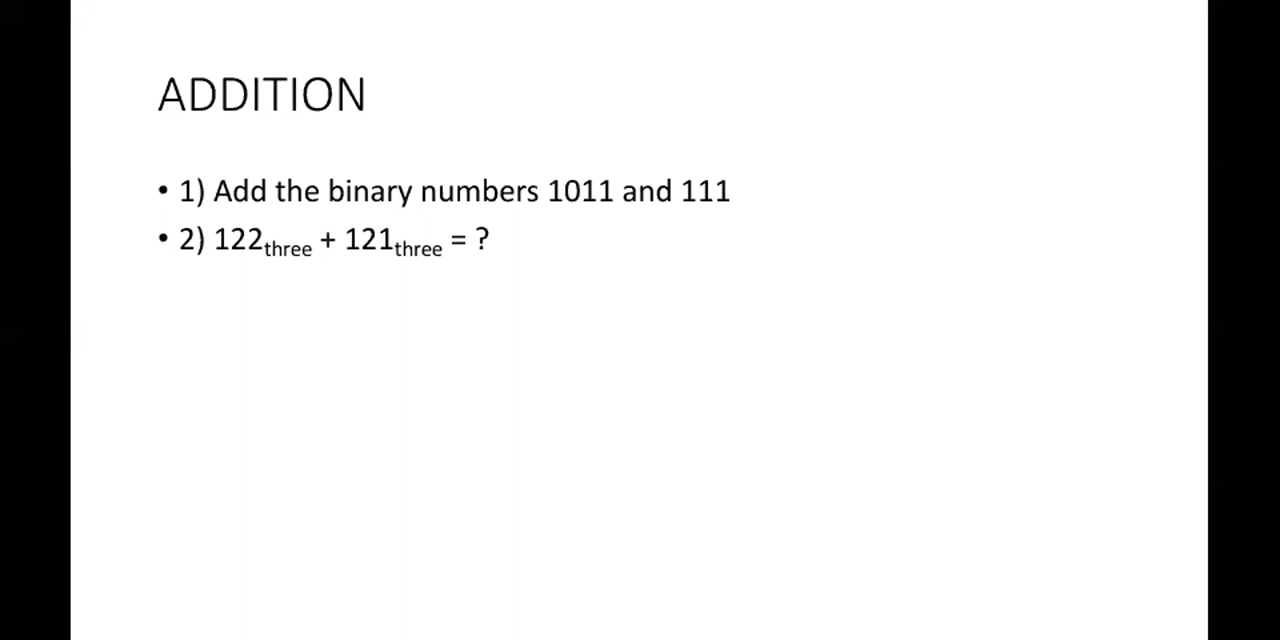 ADDITION
• 1) Add the binary numbers 1011 and 111
• 2) 122three + 121three = ?